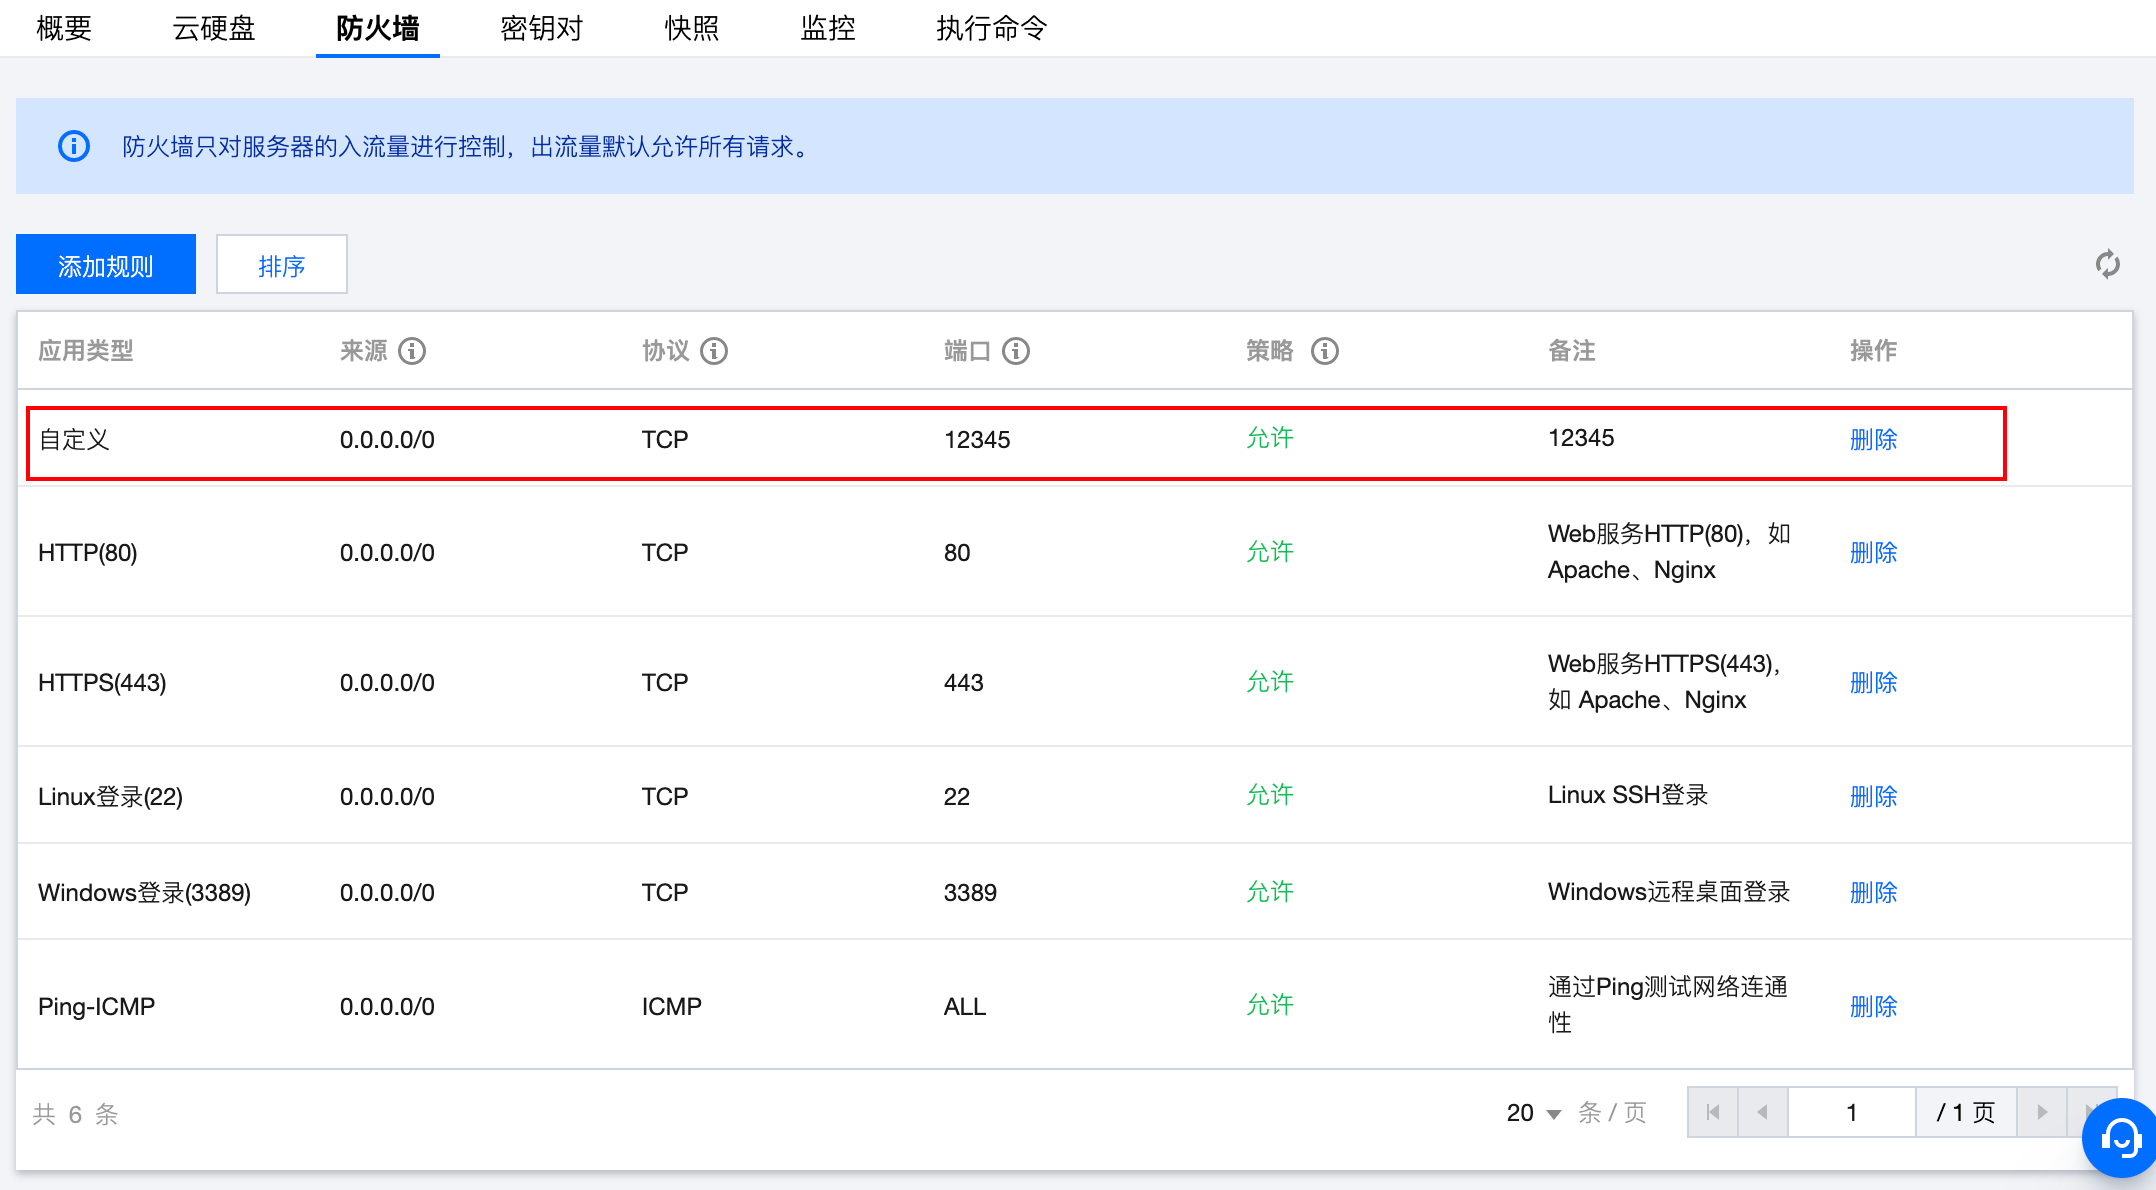 概要 云硬盘 防火墙 密钥对 快照 监控 执行命令
防火墙只对服务器的入流量进行控制，出流量默认允许所有请求。
添加规则 排序
应用类型 来源 协议 端口 策略 备注 操作
自定义 0.0.0.0/0 TCP 12345 允许 12345 删除
HTTP(80) 0.0.0.0/0 TCP 80 允许 Web服务HTTP(80)，如
Apache、Nginx 删除
HTTPS(443) 0.0.0.0/0 TCP 443 允许 Web服务HTTPS(443)，
如 Apache、Nginx 删除
Linux登录(22) 0.0.0.0/0 TCP 22 允许 Linux SSH登录 删除
Windows登录(3389) 0.0.0.0/0 TCP 3389 允许 Windows远程桌面登录 删除
Ping-ICMP 0.0.0.0/0 ICMP ALL 允许 通过Ping测试网络连通
性 删除
共 6 条 20 条 / 页 1 / 1 页